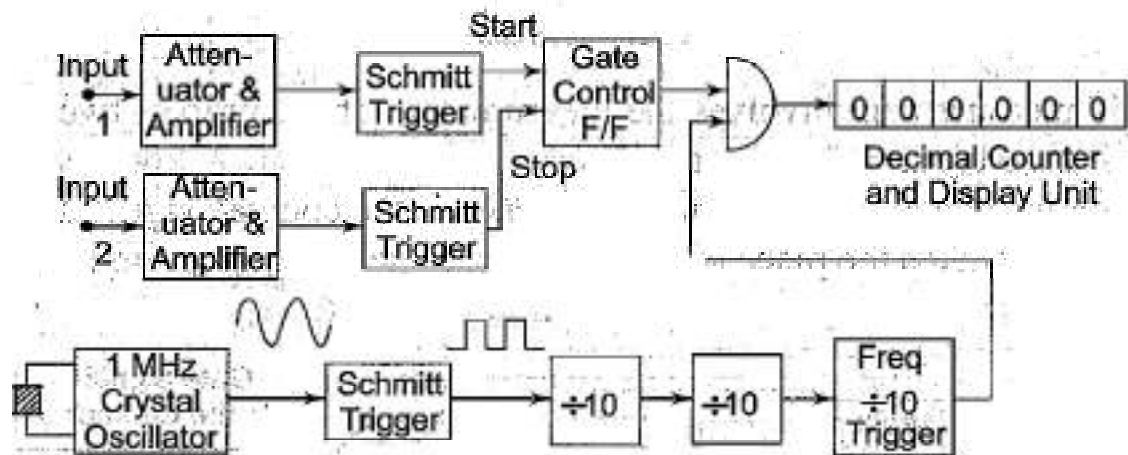 Start
Input
1
Atten-
uator &
Amplifier
Schmitt
Trigger
Gate
Control
F/F
0 0 0 .0 0 0
Decimal Counter
and Display Unit
Stop
Input
2
Atten-
uator &
Amplifier
Schmitt
Trigger
1 MHz
Crystal
Oscillator
Schmitt
Trigger
÷10
÷10
Freq
÷10
Trigger